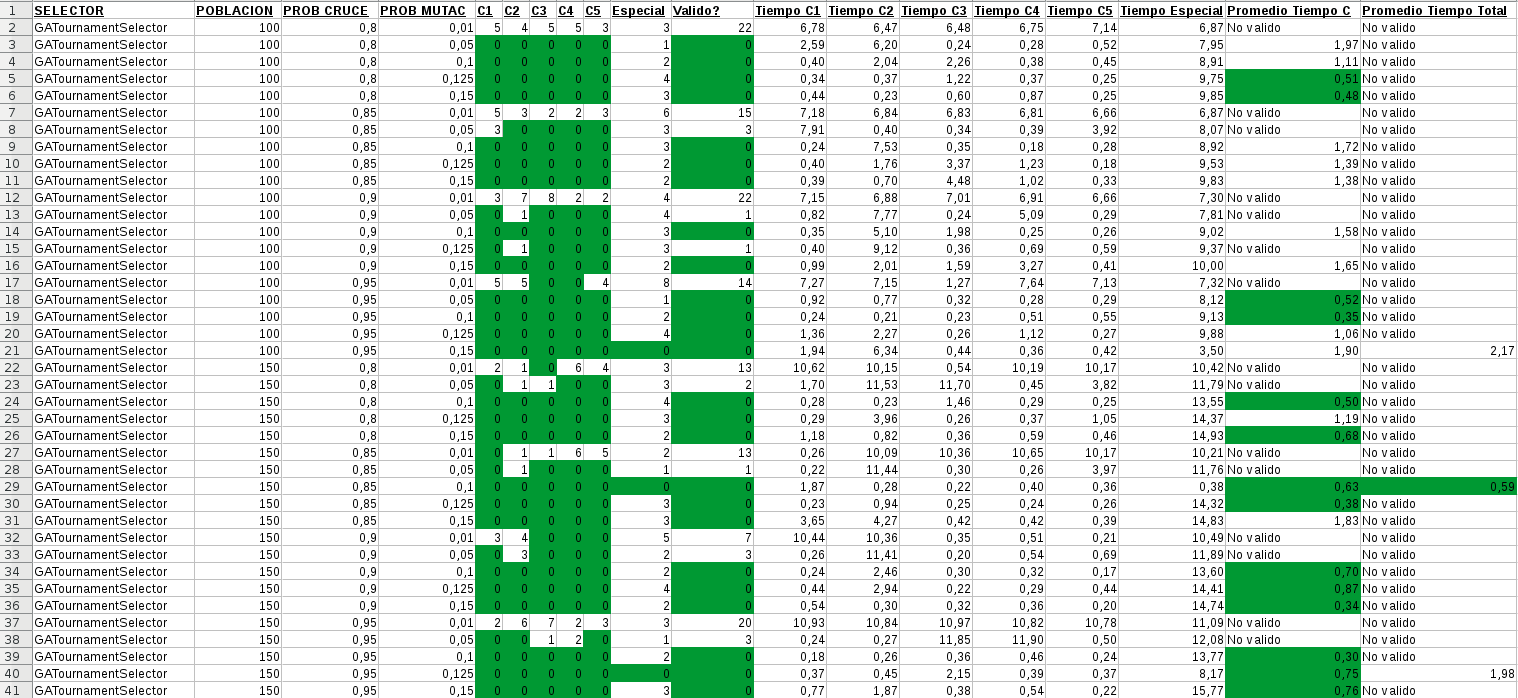 1 SELECTOR POBLACION PROB CRUCE PROB MUTAC C1 C2 C3 C4 C5 Especial Valido? Tiempo C1 Tiempo C2 Tiempo C3 Tiempo C4 Tiempo C5 Tiempo Especial Promedio Tiempo C Promedio Tiempo Total
2 GATournamentSelector 100 0,8 0,01 5 4 5 5 3 3 22 6,78 6,47 6,48 6,75 7,14 6,87 No valido No valido
3 GATournamentSelector 100 0,8 0,05 0 0 0 0 0 1 0 2,59 6,20 0,24 0,28 0,52 7,95 1,97 No valido
4 GATournamentSelector 100 0,8 0,1 0 0 0 0 0 2 0 0,40 2,04 2,26 0,38 0,45 8,91 1,11 No valido
5 GATournamentSelector 100 0,8 0,125 0 0 0 0 0 4 0 0,34 0,37 1,22 0,37 0,25 9,75 0,51 No valido
6 GATournamentSelector 100 0,8 0,15 0 0 0 0 0 3 0 0,44 0,23 0,60 0,87 0,25 9,85 0,48 No valido
7 GATournamentSelector 100 0,85 0,01 5 3 2 2 3 6 15 7,18 6,84 6,83 6,81 6,66 6,87 No valido No valido
8 GATournamentSelector 100 0,85 0,05 3 0 0 0 0 3 3 7,91 0,40 0,34 0,39 3,92 8,07 No valido No valido
9 GATournamentSelector 100 0,85 0,1 0 0 0 0 0 3 0 0,24 7,53 0,35 0,18 0,28 8,92 1,72 No valido
10 GATournamentSelector 100 0,85 0,125 0 0 0 0 0 2 0 0,40 1,76 3,37 1,23 0,18 9,53 1,39 No valido
11 GATournamentSelector 100 0,85 0,15 0 0 0 0 0 2 0 0,39 0,70 4,48 1,02 0,33 9,83 1,38 No valido
12 GATournamentSelector 100 0,9 0,01 3 7 8 2 2 4 22 7,15 6,88 7,01 6,91 6,66 7,30 No valido No valido
13 GATournamentSelector 100 0,9 0,05 0 1 0 0 0 4 1 0,82 7,77 0,24 5,09 0,29 7,81 No valido No valido
14 GATournamentSelector 100 0,9 0,1 0 0 0 0 0 3 0 0,35 5,10 1,98 0,25 0,26 9,02 1,58 No valido
15 GATournamentSelector 100 0,9 0,125 0 1 0 0 0 3 1 0,40 9,12 0,36 0,69 0,59 9,37 No valido No valido
16 GATournamentSelector 100 0,9 0,15 0 0 0 0 0 2 0 0,99 2,01 1,59 3,27 0,41 10,00 1,65 No valido
17 GATournamentSelector 100 0,95 0,01 5 5 0 0 4 8 14 7,27 7,15 1,27 7,64 7,13 7,32 No valido No valido
18 GATournamentSelector 100 0,95 0,05 0 0 0 0 0 1 0 0,92 0,77 0,32 0,28 0,29 8,12 0,52 No valido
19 GATournamentSelector 100 0,95 0,1 0 0 0 0 0 2 0 0,24 0,21 0,23 0,51 0,55 9,13 0,35 No valido
20 GATournamentSelector 100 0,95 0,125 0 0 0 0 0 4 0 1,36 2,27 0,26 1,12 0,27 9,88 1,06 No valido
21 GATournamentSelector 100 0,95 0,15 0 0 0 0 0 0 0 1,94 6,34 0,44 0,36 0,42 3,50 1,90 2,17
22 GATournamentSelector 150 0,8 0,01 2 1 0 6 4 3 13 10,62 10,15 0,54 10,19 10,17 10,42 No valido No valido
23 GATournamentSelector 150 0,8 0,05 0 1 1 0 0 3 2 1,70 11,53 11,70 0,45 3,82 11,79 No valido No valido
24 GATournamentSelector 150 0,8 0,1 0 0 0 0 0 4 0 0,28 0,23 1,46 0,29 0,25 13,55 0,50 No valido
25 GATournamentSelector 150 0,8 0,125 0 0 0 0 0 3 0 0,29 3,96 0,26 0,37 1,05 14,37 1,19 No valido
26 GATournamentSelector 150 0,8 0,15 0 0 0 0 0 2 0 1,18 0,82 0,36 0,59 0,46 14,93 0,68 No valido
27 GATournamentSelector 150 0,85 0,01 0 1 1 6 5 2 13 0,26 10,09 10,36 10,65 10,17 10,21 No valido No valido
28 GATournamentSelector 150 0,85 0,05 0 1 0 0 0 1 1 0,22 11,44 0,30 0,26 3,97 11,76 No valido No valido
29 GATournamentSelector 150 0,85 0,1 0 0 0 0 0 0 0 1,87 0,28 0,22 0,40 0,36 0,38 0,63 0,59
30 GATournamentSelector 150 0,85 0,125 0 0 0 0 0 3 0 0,23 0,94 0,25 0,24 0,26 14,32 0,38 No valido
31 GATournamentSelector 150 0,85 0,15 0 0 0 0 0 3 0 3,65 4,27 0,42 0,42 0,39 14,83 1,83 No valido
32 GATournamentSelector 150 0,9 0,01 3 4 0 0 0 5 7 10,44 10,36 0,35 0,51 0,21 10,49 No valido No valido
33 GATournamentSelector 150 0,9 0,05 0 3 0 0 0 2 3 0,26 11,41 0,20 0,54 0,69 11,89 No valido No valido
34 GATournamentSelector 150 0,9 0,1 0 0 0 0 0 2 0 0,24 2,46 0,30 0,32 0,17 13,60 0,70 No valido
35 GATournamentSelector 150 0,9 0,125 0 0 0 0 0 4 0 0,44 2,94 0,22 0,29 0,44 14,41 0,87 No valido
36 GATournamentSelector 150 0,9 0,15 0 0 0 0 0 2 0 0,54 0,30 0,32 0,36 0,20 14,74 0,34 No valido
37 GATournamentSelector 150 0,95 0,01 2 6 7 2 3 3 20 10,93 10,84 10,97 10,82 10,78 11,09 No valido No valido
38 GATournamentSelector 150 0,95 0,05 0 0 1 2 0 1 3 0,24 0,27 11,85 11,90 0,50 12,08 No valido No valido
39 GATournamentSelector 150 0,95 0,1 0 0 0 0 0 2 0 0,18 0,26 0,36 0,46 0,24 13,77 0,30 No valido
40 GATournamentSelector 150 0,95 0,125 0 0 0 0 0 0 0 0,37 0,45 2,15 0,39 0,37 8,17 0,75 1,98
41 GATournamentSelector 150 0,95 0,15 0 0 0 0 0 3 0 0,77 1,87 0,38 0,54 0,22 15,77 0,76 No valido